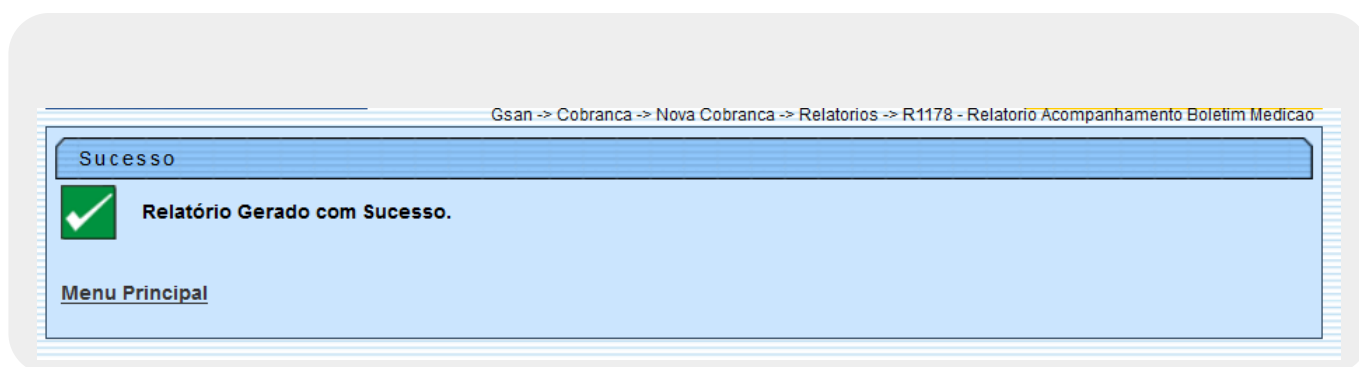 Gsan -> Cobranca -> Nova Cobranca -> Relatorios -> R1178 - Relatorio Acompanhamento Boletim Medicao
Sucesso
Relatório Gerado com Sucesso.
Menu Principal